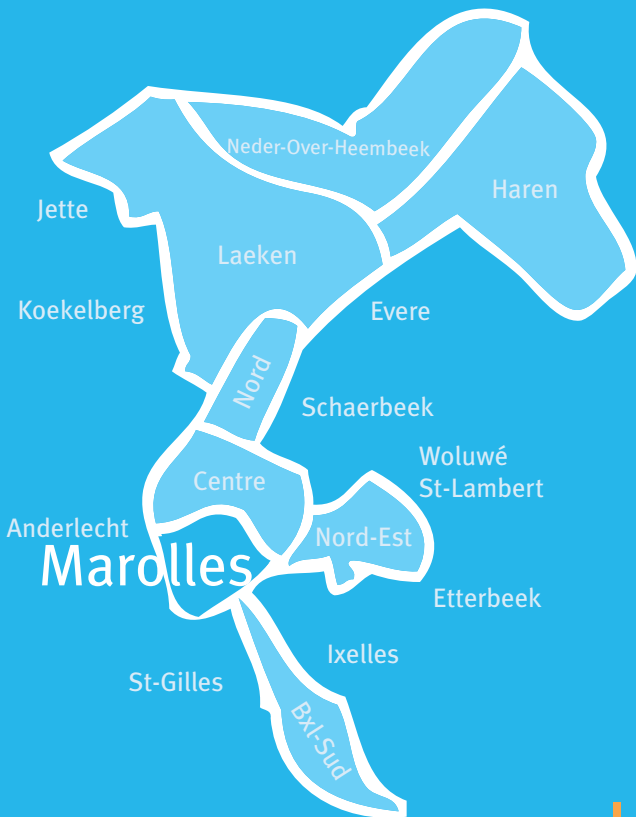 Neder-Over-Heembeek
Haren
Jette
Laeken
Koekelberg
Evere
Nord
Schaerbeek
Woluwé
St-Lambert
Centre
Anderlecht
Nord-Est
Marolles
Etterbeek
Ixelles
St-Gilles
Bxl-Sud